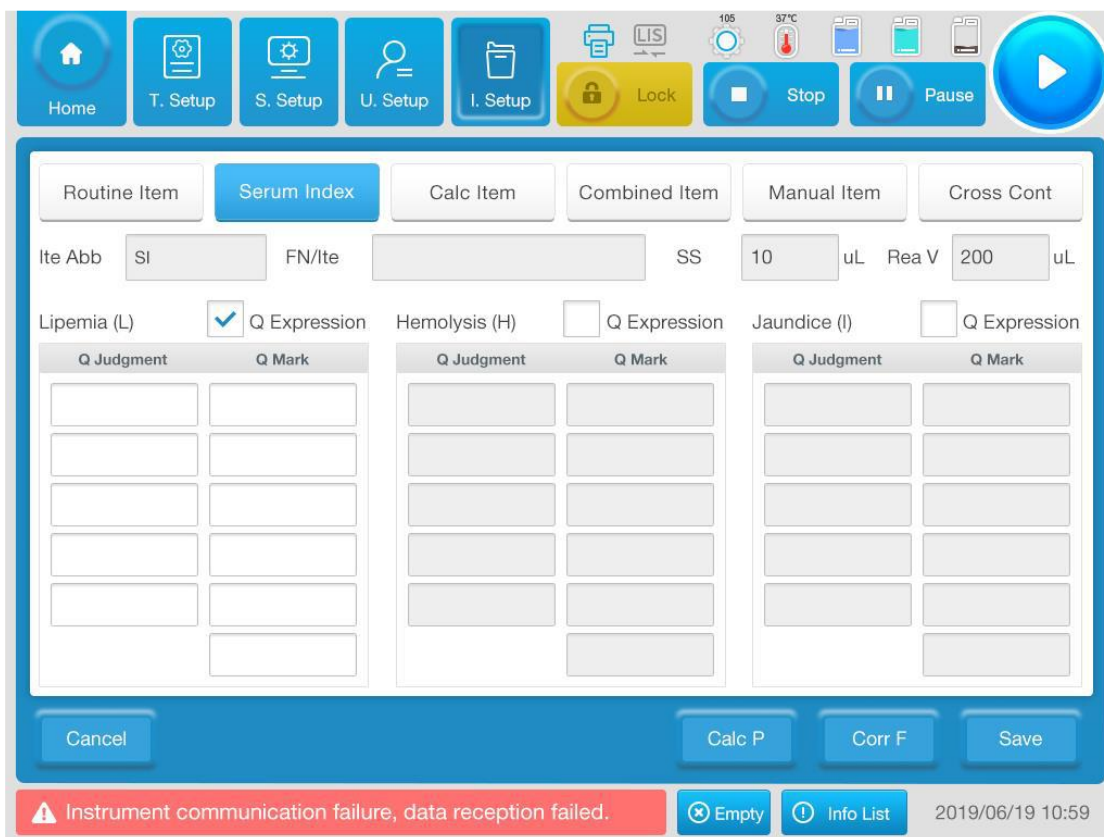 105 37°C
LIS
Home T. Setup S. Setup U. Setup I. Setup Lock Stop Pause
Routine Item Serum Index Calc Item Combined Item Manual Item Cross Cont
Ite Abb SI FN/Ite SS 10 uL Rea V 200 uL
Lipemia (L) Q Expression Hemolysis (H) Q Expression Jaundice (I) Q Expression
Q Judgment Q Mark Q Judgment Q Mark Q Judgment Q Mark
Cancel Calc P Corr F Save
Instrument communication failure, data reception failed. Empty Info List 2019/06/19 10:59